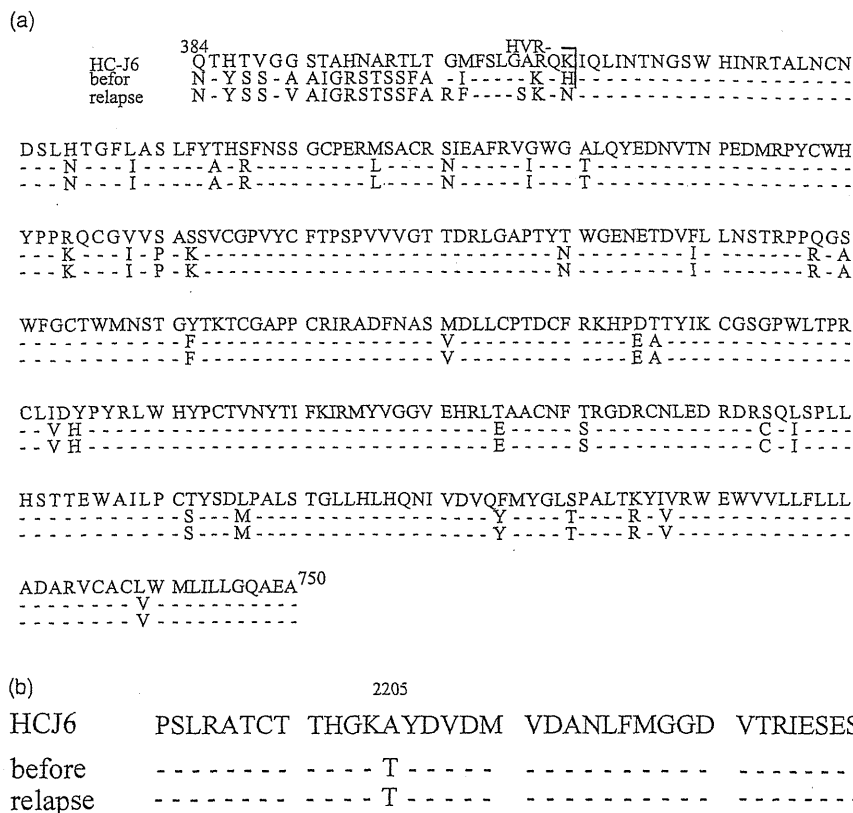 (a)
384 HVR-
HC-J6 QTHTVGG STAHNARTLT GMFSLGARQK IQLINTNGSW HINRTALNCN
befor N-YSS-A AIGRSTSSFA -I-----K-H
relapse N-YSS-V AIGRSTSSFA RF----SK-N
DSLHTGFLAS LFYTHSFNSS GCPERMSACR SIEAFRVGWG ALQYEDNVTN PEDMRPYCWH
---N---I-- ---A-R---- -----L---- N------I-- T--------- ----------
---N---I-- ---A-R---- -----L---- N------I-- T--------- ----------
YPPRQCGVVS ASSVCGPVYC FTPSPVVVGT TDRLGAPTYT WGENETDVFL LNSTRPPQGS
---K---I-P -K-------- ---------- ---------N --------I- -------R-A
---K---I-P -K-------- ---------- ---------N --------I- -------R-A
WFGCTWMNST GYTKTCGAPP CRIRADFNAS MDLLCPTDCF RKHPDTTYIK CGSGPWLTPR
---------- -F-------- ---------- V--------- ----EA---- ----------
---------- -F-------- ---------- V--------- ----EA---- ----------
CLIDYPYRLW HYPCTVNYTI FKIRMYVGGV EHRLTAACNF TRGDRCNLED RDRSQLSPLL
--VH------ ---------- ---------- ----E----- S--------- ---C-I----
--VH------ ---------- ---------- ----E----- S--------- ---C-I----
HSTTEWAILP CTYSDLPALS TGLLHLHQNI VDVQFMYGLS PALTKYIVRW EWVVLLFLLL
---------- -S---M---- ---------- ----Y----T ----R-V--- ----------
---------- -S---M---- ---------- ----Y----T ----R-V--- ----------
ADARVCACLW MLILLGQAEA 750
--------V- ----------
--------V- ----------
(b)
2205
HCJ6 PSLRATCT THGKAYDVDM VDANLFMGGD VTRIESES
before -------- ----T----- ---------- -------
relapse -------- ----T----- ---------- -------